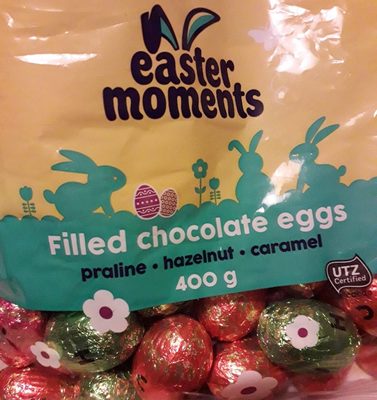 easter
moments
Filled chocolate eggs
praline • hazelnut • caramel
400 g
UTZ
Certified